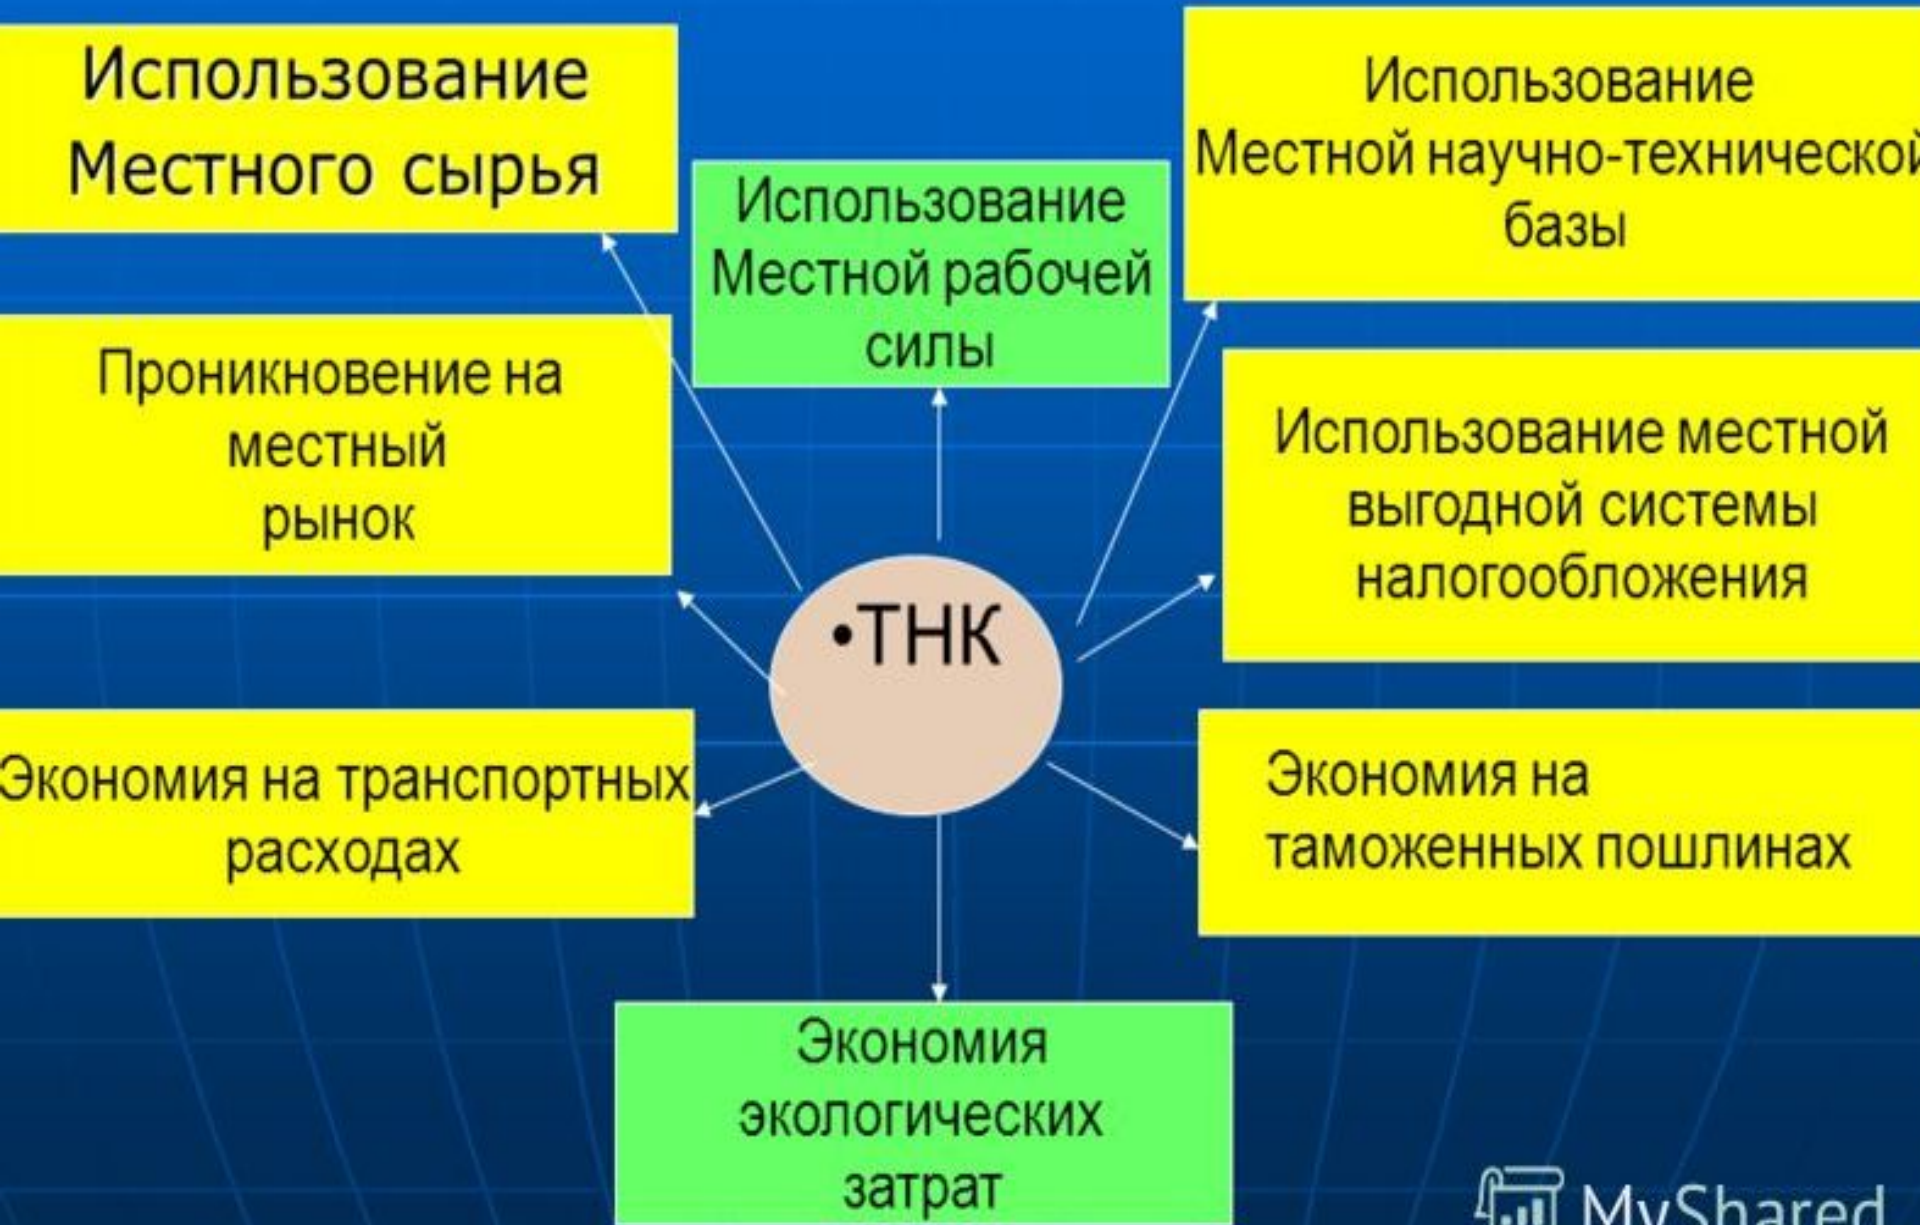 Использование
Местного сырья
Использование
Местной рабочей
силы
Использование
Местной научно-технической
базы
Проникновение на
местный
рынок
Использование местной
выгодной системы
налогообложения
•ТНК
Экономия на транспортных
расходах
Экономия на
таможенных пошлинах
Экономия
экологических
затрат
MyShared